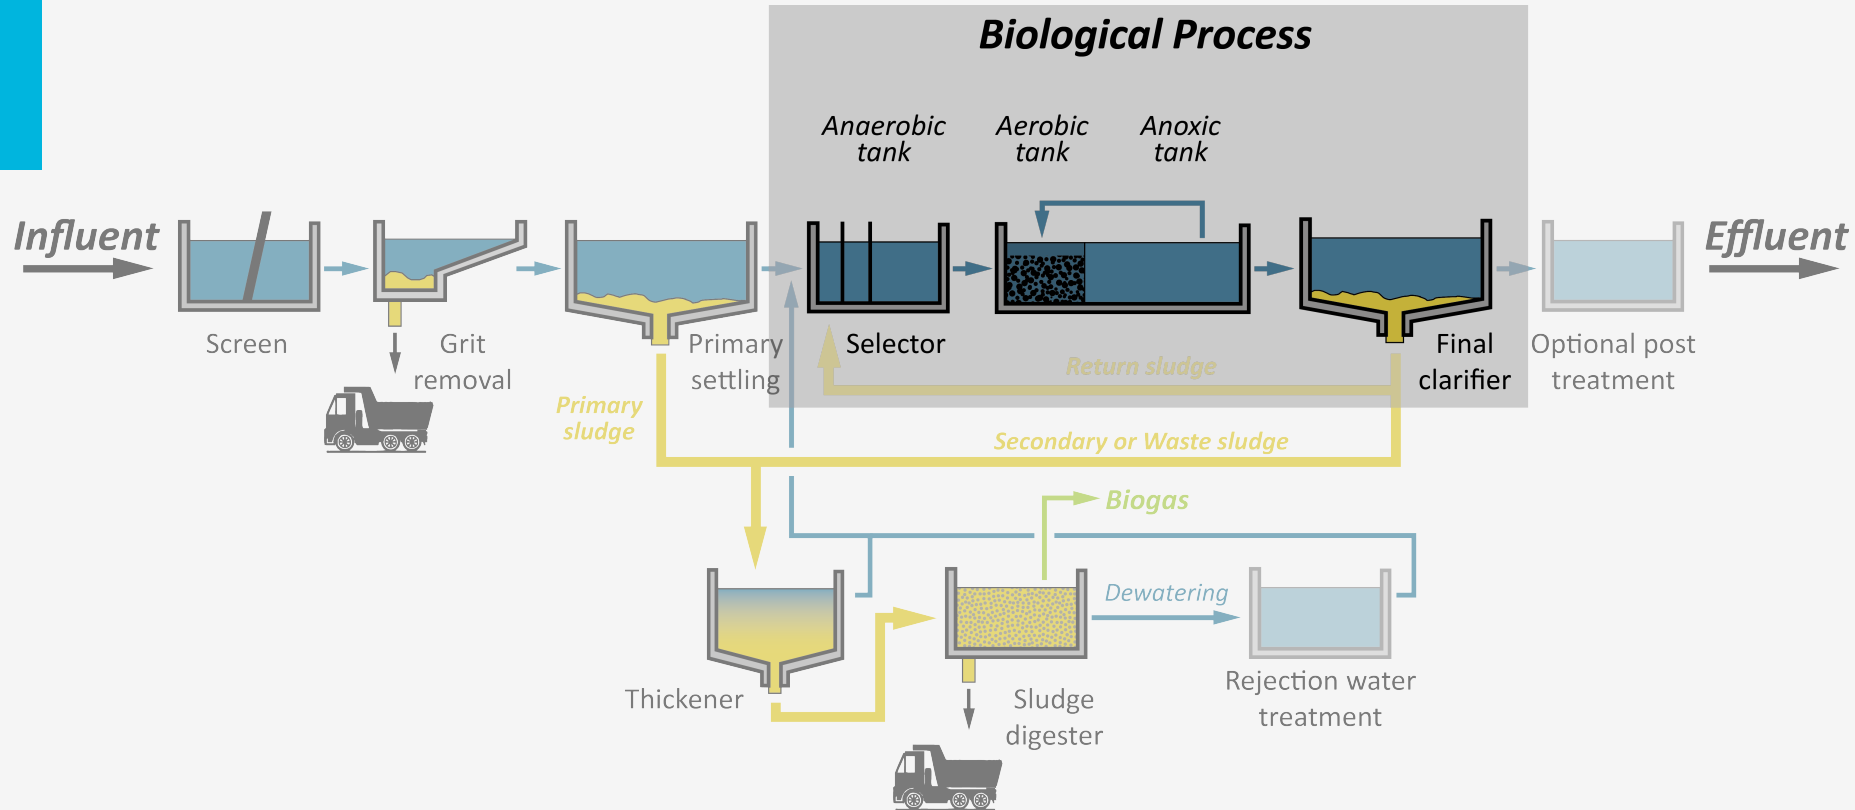 Biological Process
Anaerobic
tank
Aerobic
tank
Anoxic
tank
Influent
Effluent
Screen
Grit
removal
Primary
settling
Selector
Final
clarifier
Optional post
treatment
Return sludge
Primary
sludge
Secondary or Waste sludge
Biogas
Dewatering
Thickener
Sludge
digester
Rejection water
treatment